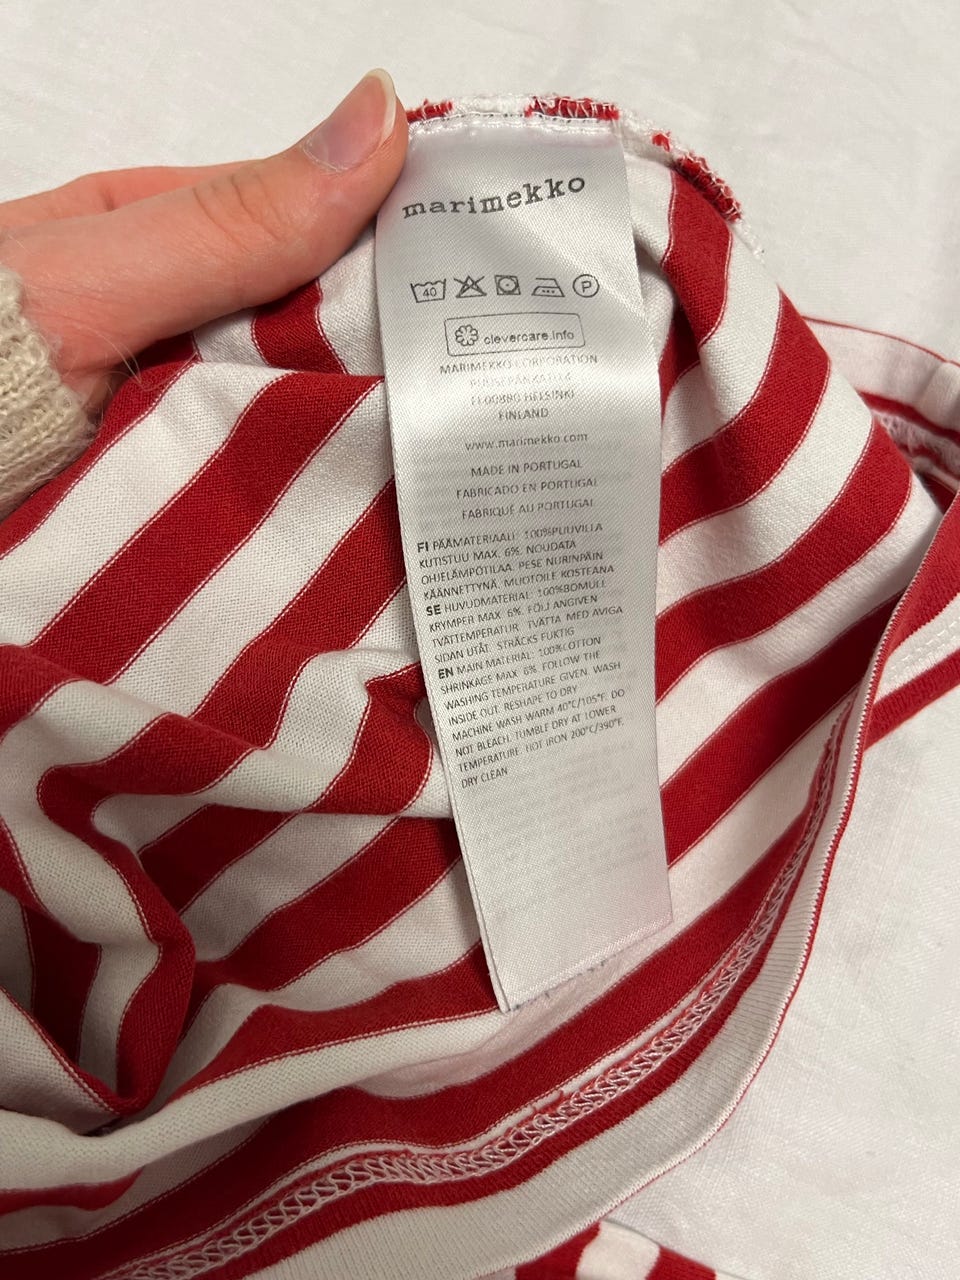 marimekko
40 P
clevercare.info
MARIMEKKO CORPORATION
PUUSEPÄNKATU 4
FI-00880 HELSINKI
FINLAND
www.marimekko.com
MADE IN PORTUGAL
FABRICADO EN PORTUGAL
FABRIQUÉ AU PORTUGAL
FI PÄÄMATERIAALI: 100%PUUVILLA
KUTISTUU MAX. 6%. NOUDATA
OHJELÄMPÖTILAA. PESE NURINPÄIN
KÄÄNNETTYNÄ. MUOTOILE KOSTEANA
SE HUVUDMATERIAL: 100%BOMULL
KRYMPER MAX. 6%. FÖLJ ANGIVEN
TVÄTTEMPERATUR. TVÄTTA MED AVIGA
SIDAN UTÅT. STRÄCKS FUKTIG
EN MAIN MATERIAL: 100%COTTON
SHRINKAGE MAX. 6%. FOLLOW THE
WASHING TEMPERATURE GIVEN. WASH
INSIDE OUT. RESHAPE TO DRY
MACHINE WASH WARM 40°C/105°F. DO
NOT BLEACH. TUMBLE DRY AT LOWER
TEMPERATURE. HOT IRON 200°C/390°F.
DRY CLEAN